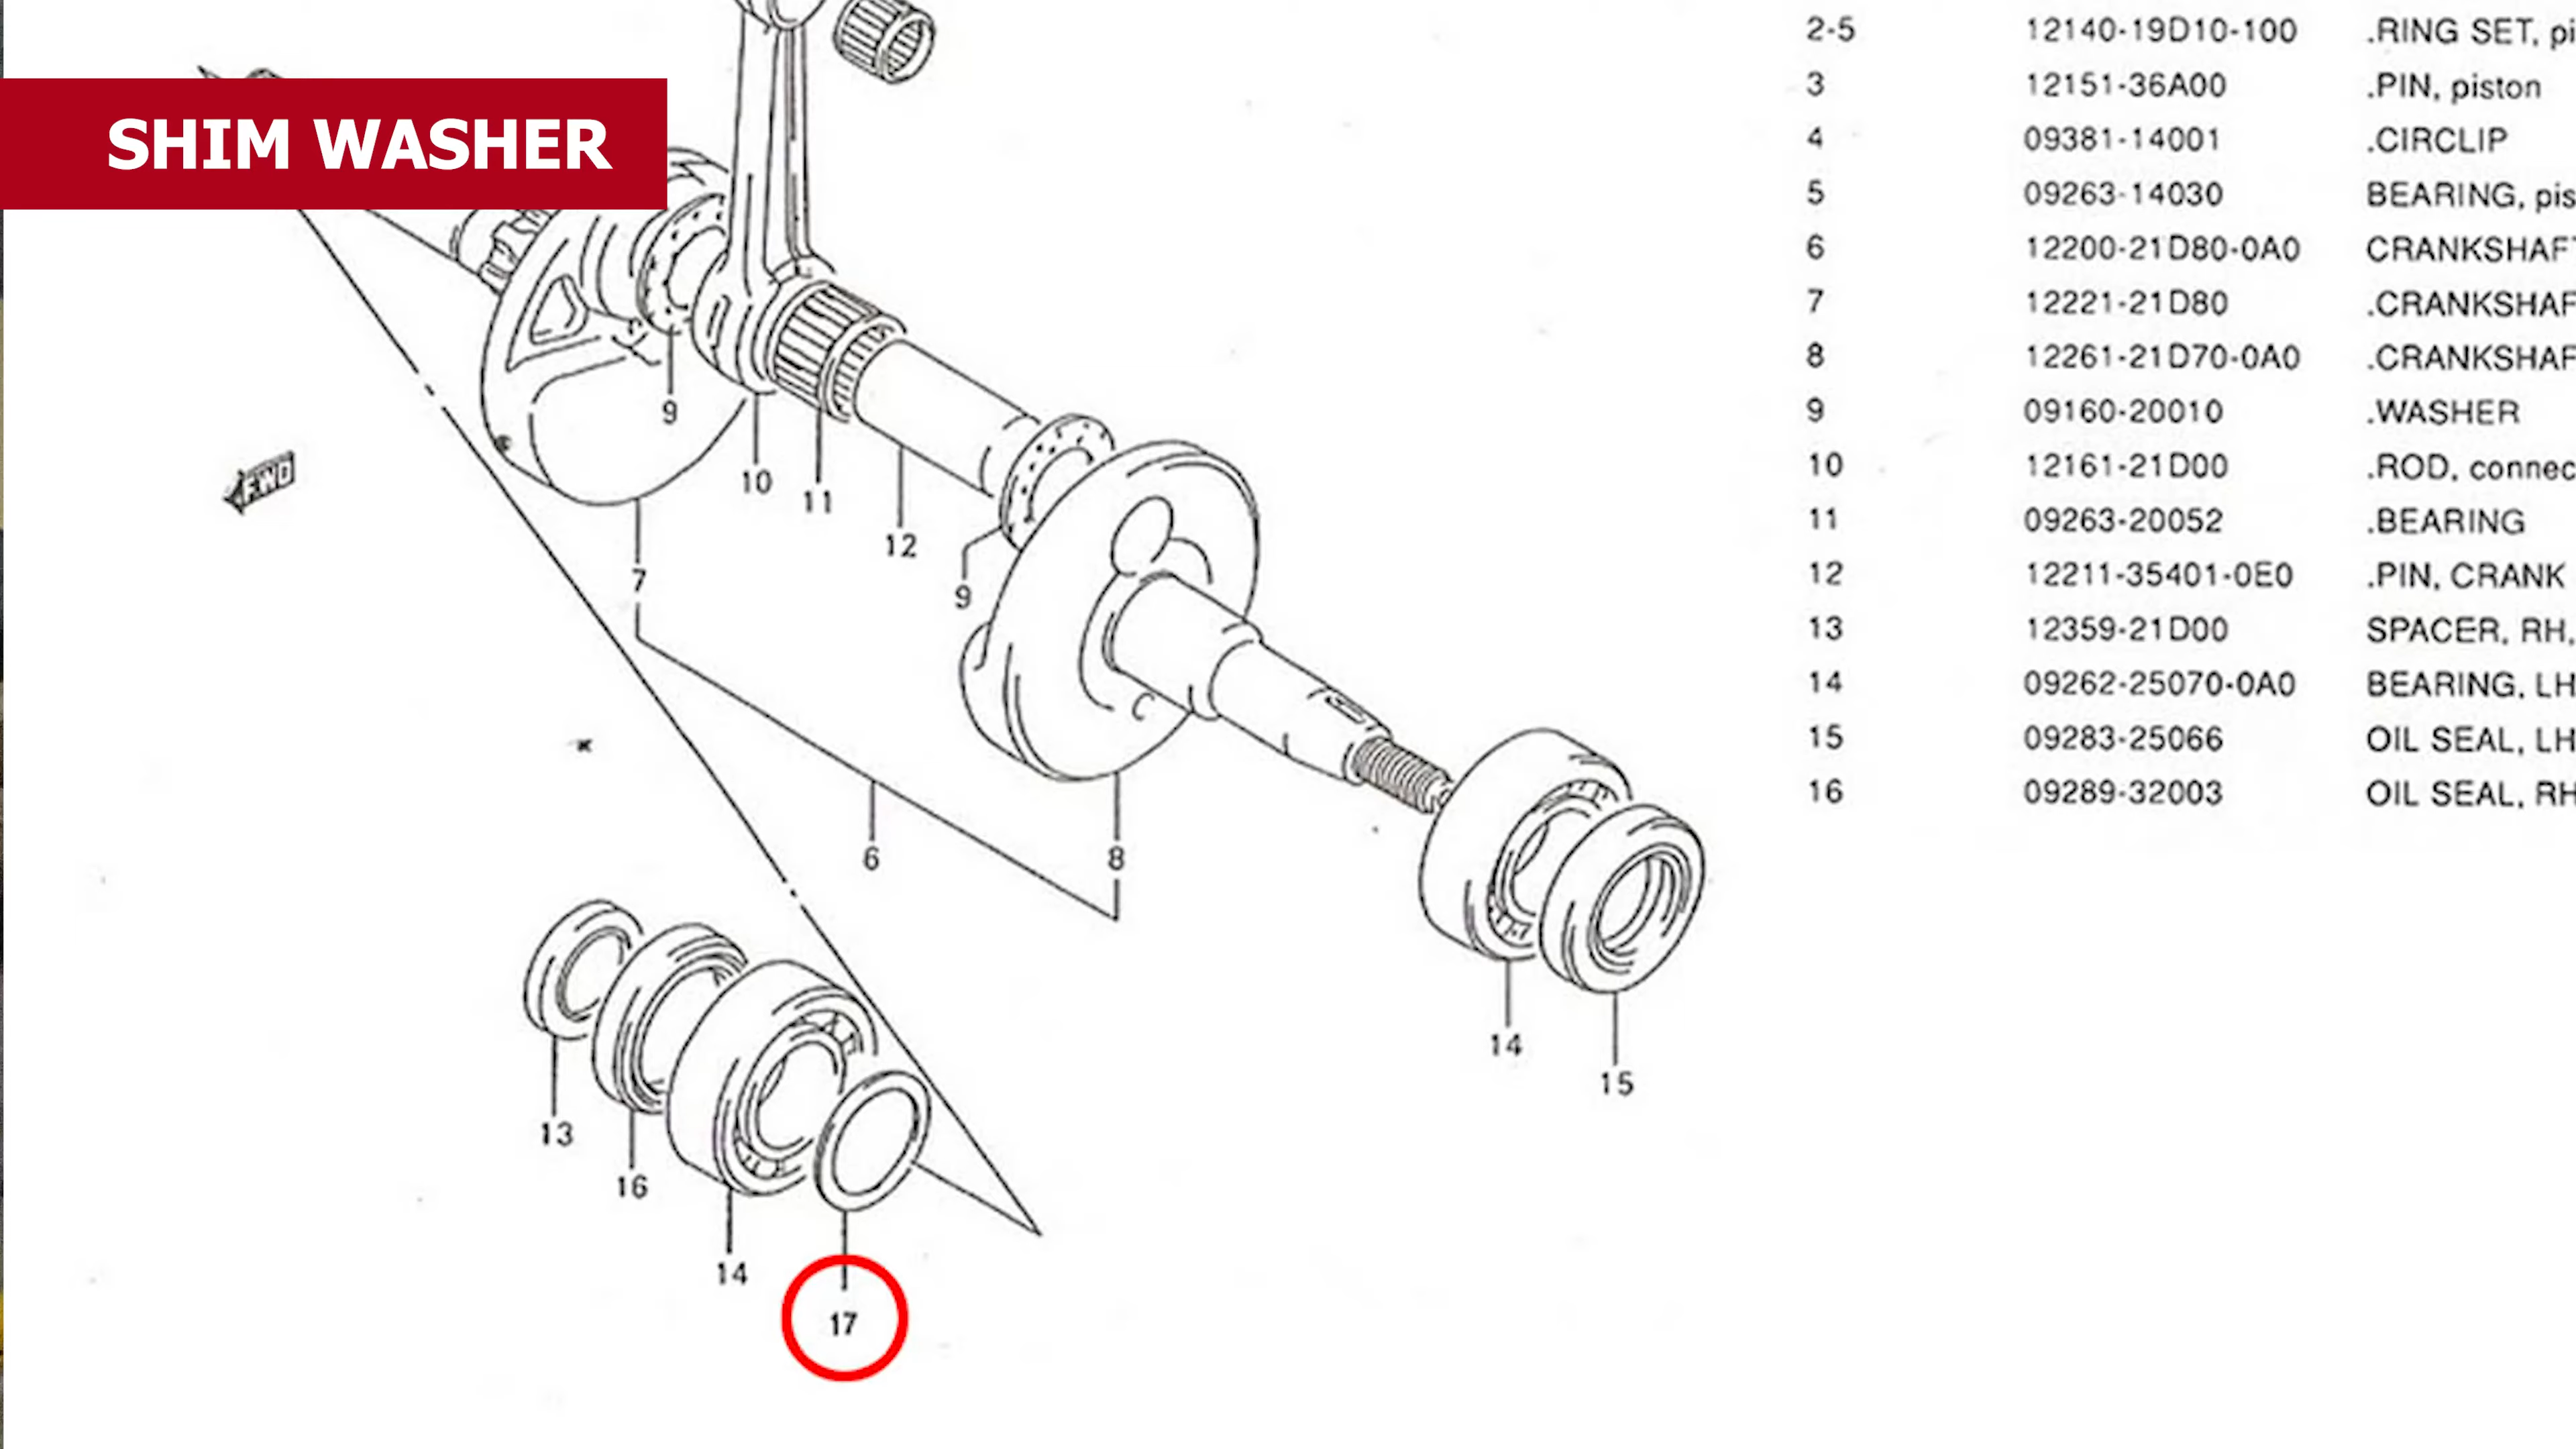 SHIM WASHER
2-5 12140-19D10-100 .RING SET, pi
3 12151-36A00 .PIN, piston
4 09381-14001 .CIRCLIP
5 09263-14030 BEARING, pis
6 12200-21D80-0A0 CRANKSHAF
7 12221-21D80 .CRANKSHAF
8 12261-21D70-0A0 .CRANKSHAF
9 09160-20010 .WASHER
10 12161-21D00 .ROD, connec
11 09263-20052 .BEARING
12 12211-35401-0E0 .PIN, CRANK
13 12359-21D00 SPACER, RH,
14 09262-25070-0A0 BEARING, LH
15 09283-25066 OIL SEAL, LH
16 09289-32003 OIL SEAL, RH
9
FWD
10
11
12
7
9
6
8
14
15
13
16
14
17